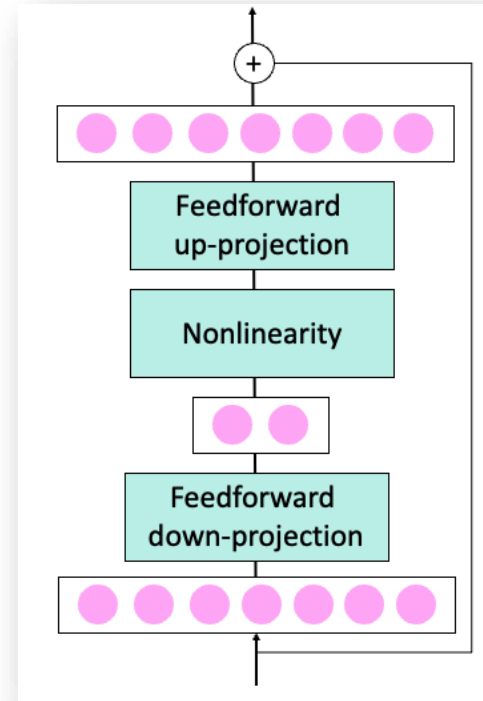 +
Feedforward
up-projection
Nonlinearity
Feedforward
down-projection